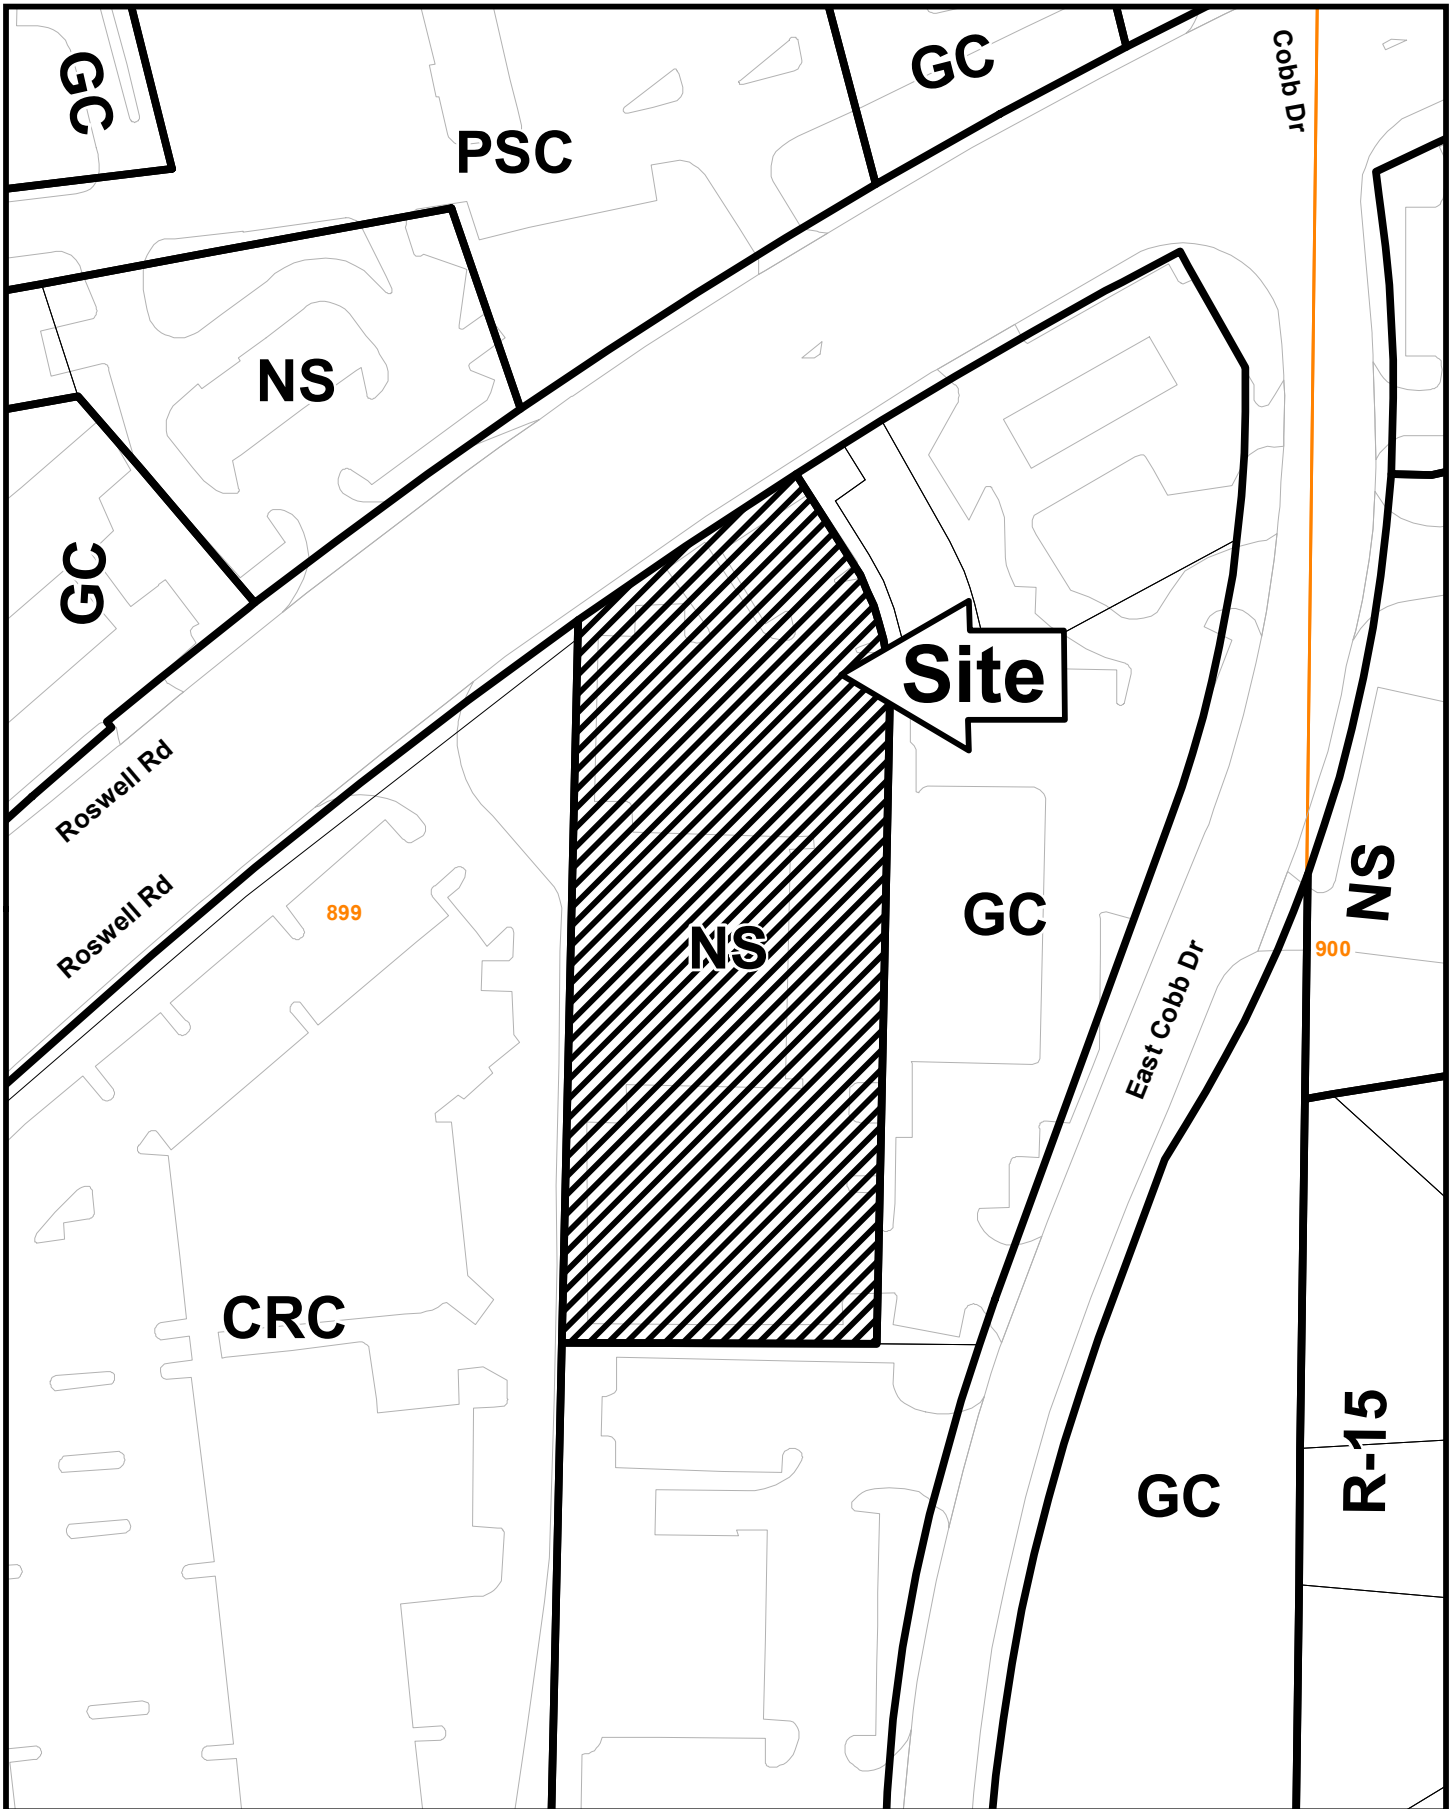 GC
GC
Cobb Dr
PSC
NS
GC
Site
Roswell Rd
Roswell Rd
899
NS
GC
NS
900
East Cobb Dr
CRC
R-15
GC